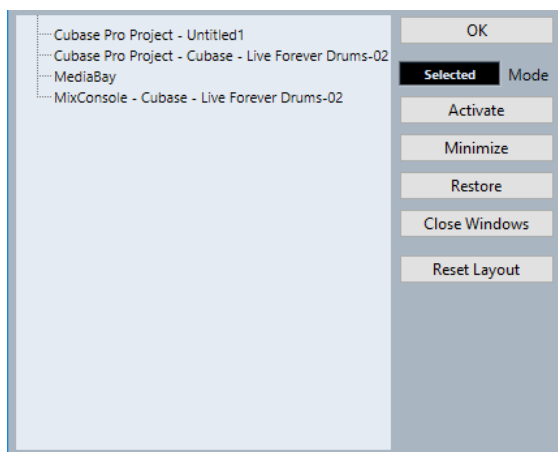 Cubase Pro Project - Untitled1
Cubase Pro Project - Cubase - Live Forever Drums-02
MediaBay
MixConsole - Cubase - Live Forever Drums-02
OK
Selected Mode
Activate
Minimize
Restore
Close Windows
Reset Layout